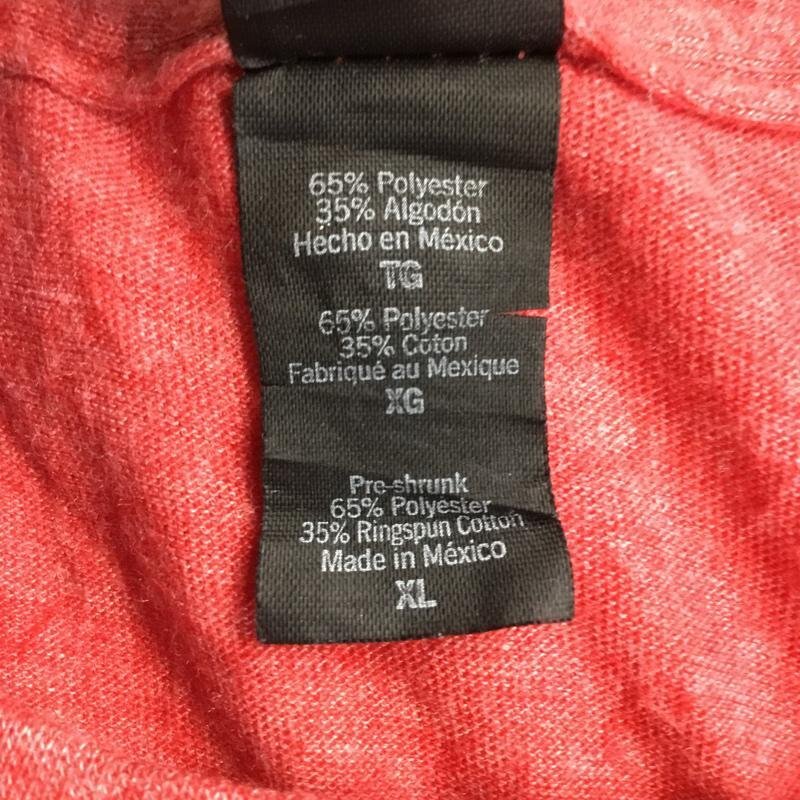 65% Polyester
35% Algodón
Hecho en México
TG
65% Polyester
35% Coton
Fabriqué au Mexique
XG
Pre-shrunk
65% Polyester
35% Ringspun Cotton
Made in México
XL